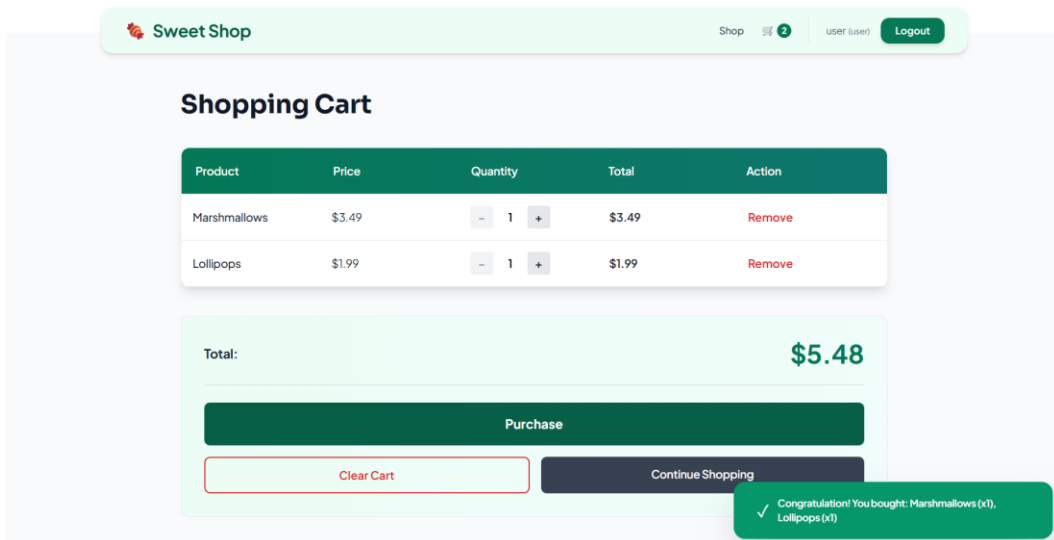 Sweet Shop
Shop 2 user (user) Logout
Shopping Cart
Product Price Quantity Total Action
Marshmallows $3.49 - 1 + $3.49 Remove
Lollipops $1.99 - 1 + $1.99 Remove
Total: $5.48
Purchase
Clear Cart Continue Shopping
Congratulation! You bought: Marshmallows (x1),
Lollipops (x1)